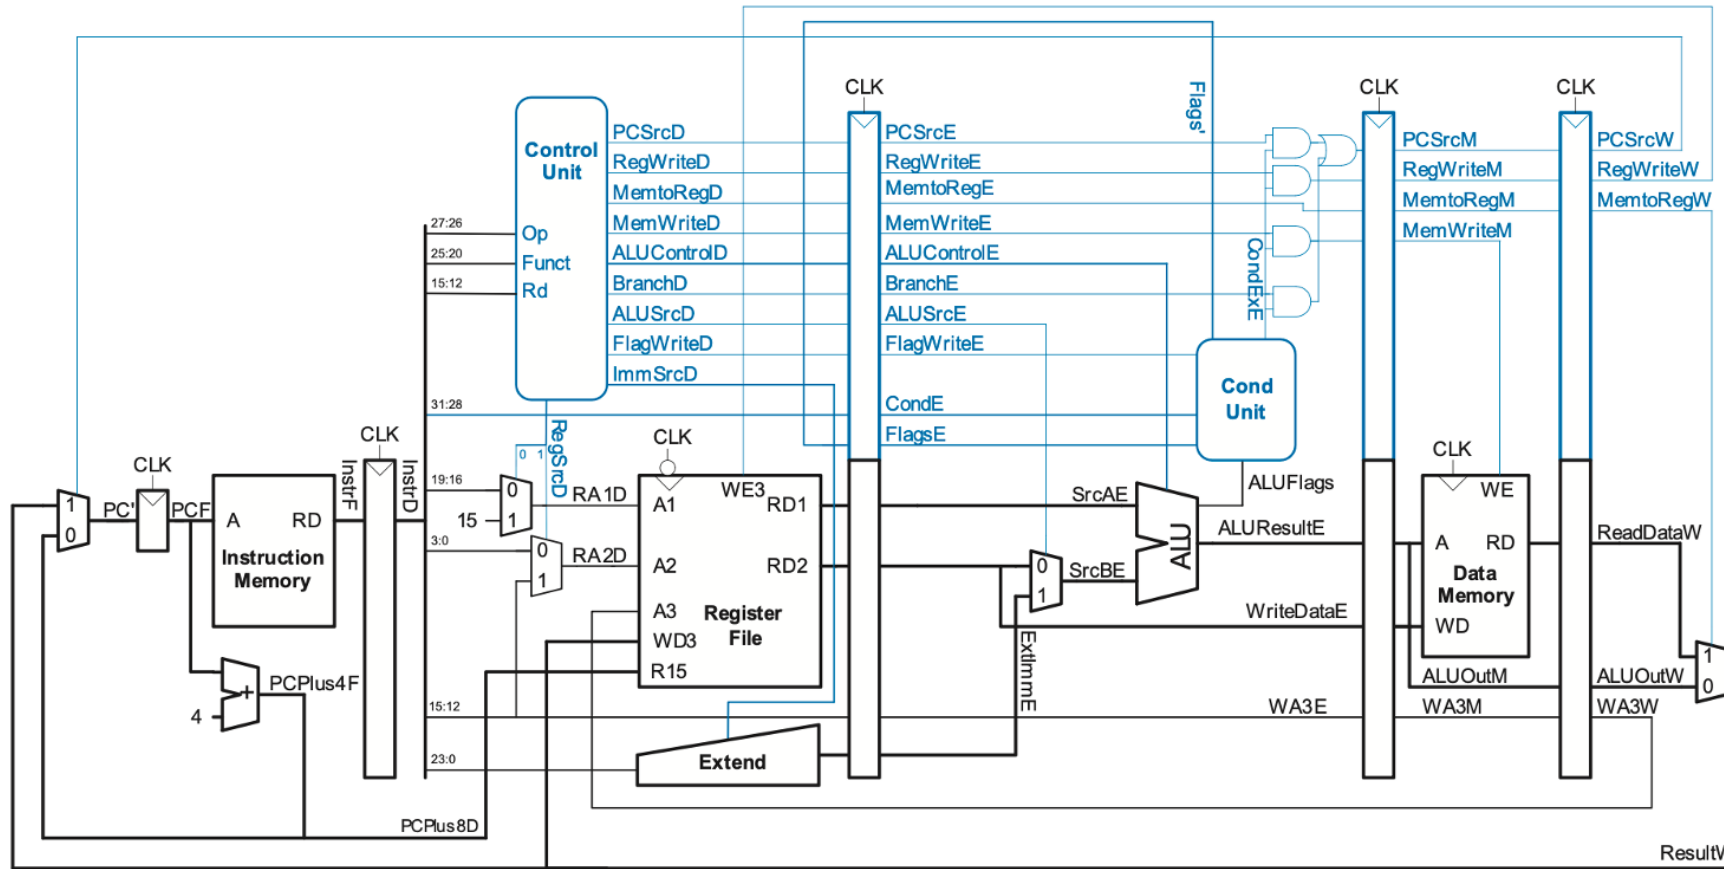 CLK
CLK
CLK
Flags'
Control
Unit
Op
Funct
Rd
PCSrcD
RegWriteD
MemtoRegD
MemWriteD
ALUControlD
BranchD
ALUSrcD
FlagWriteD
ImmSrcD
PCSrcE
RegWriteE
MemtoRegE
MemWriteE
ALUControlE
BranchE
ALUSrcE
FlagWriteE
CondE
FlagsE
CondExE
Cond
Unit
PCSrcM
RegWriteM
MemtoRegM
MemWriteM
PCSrcW
RegWriteW
MemtoRegW
27:26
25:20
15:12
31:28
19:16
15
3:0
15:12
23:0
RegSrcD
0 1
CLK
CLK
CLK
CLK
1
0
PC'
PCF
A
RD
Instruction
Memory
InstrF
InstrD
PCPlus4F
+
4
PCPlus8D
0
1
RA1D
0
1
RA2D
A1
A2
A3
WD3
R15
WE3
RD1
RD2
Register
File
Extend
SrcAE
0
1
SrcBE
ExtImmE
ALU
ALUFlags
ALUResultE
WriteDataE
WA3E
A
RD
WE
Data
Memory
WD
ALUOutM
WA3M
ReadDataW
ALUOutW
WA3W
1
0
ResultW